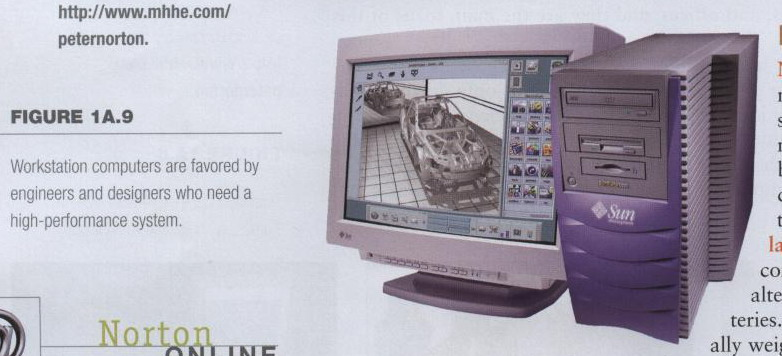 http://www.mhhe.com/
peternorton.
FIGURE 1A.9
Workstation computers are favored by
engineers and designers who need a
high-performance system.
Sun
Sun
Norton
ONLINE
la
co
alte
teries.
ally weig